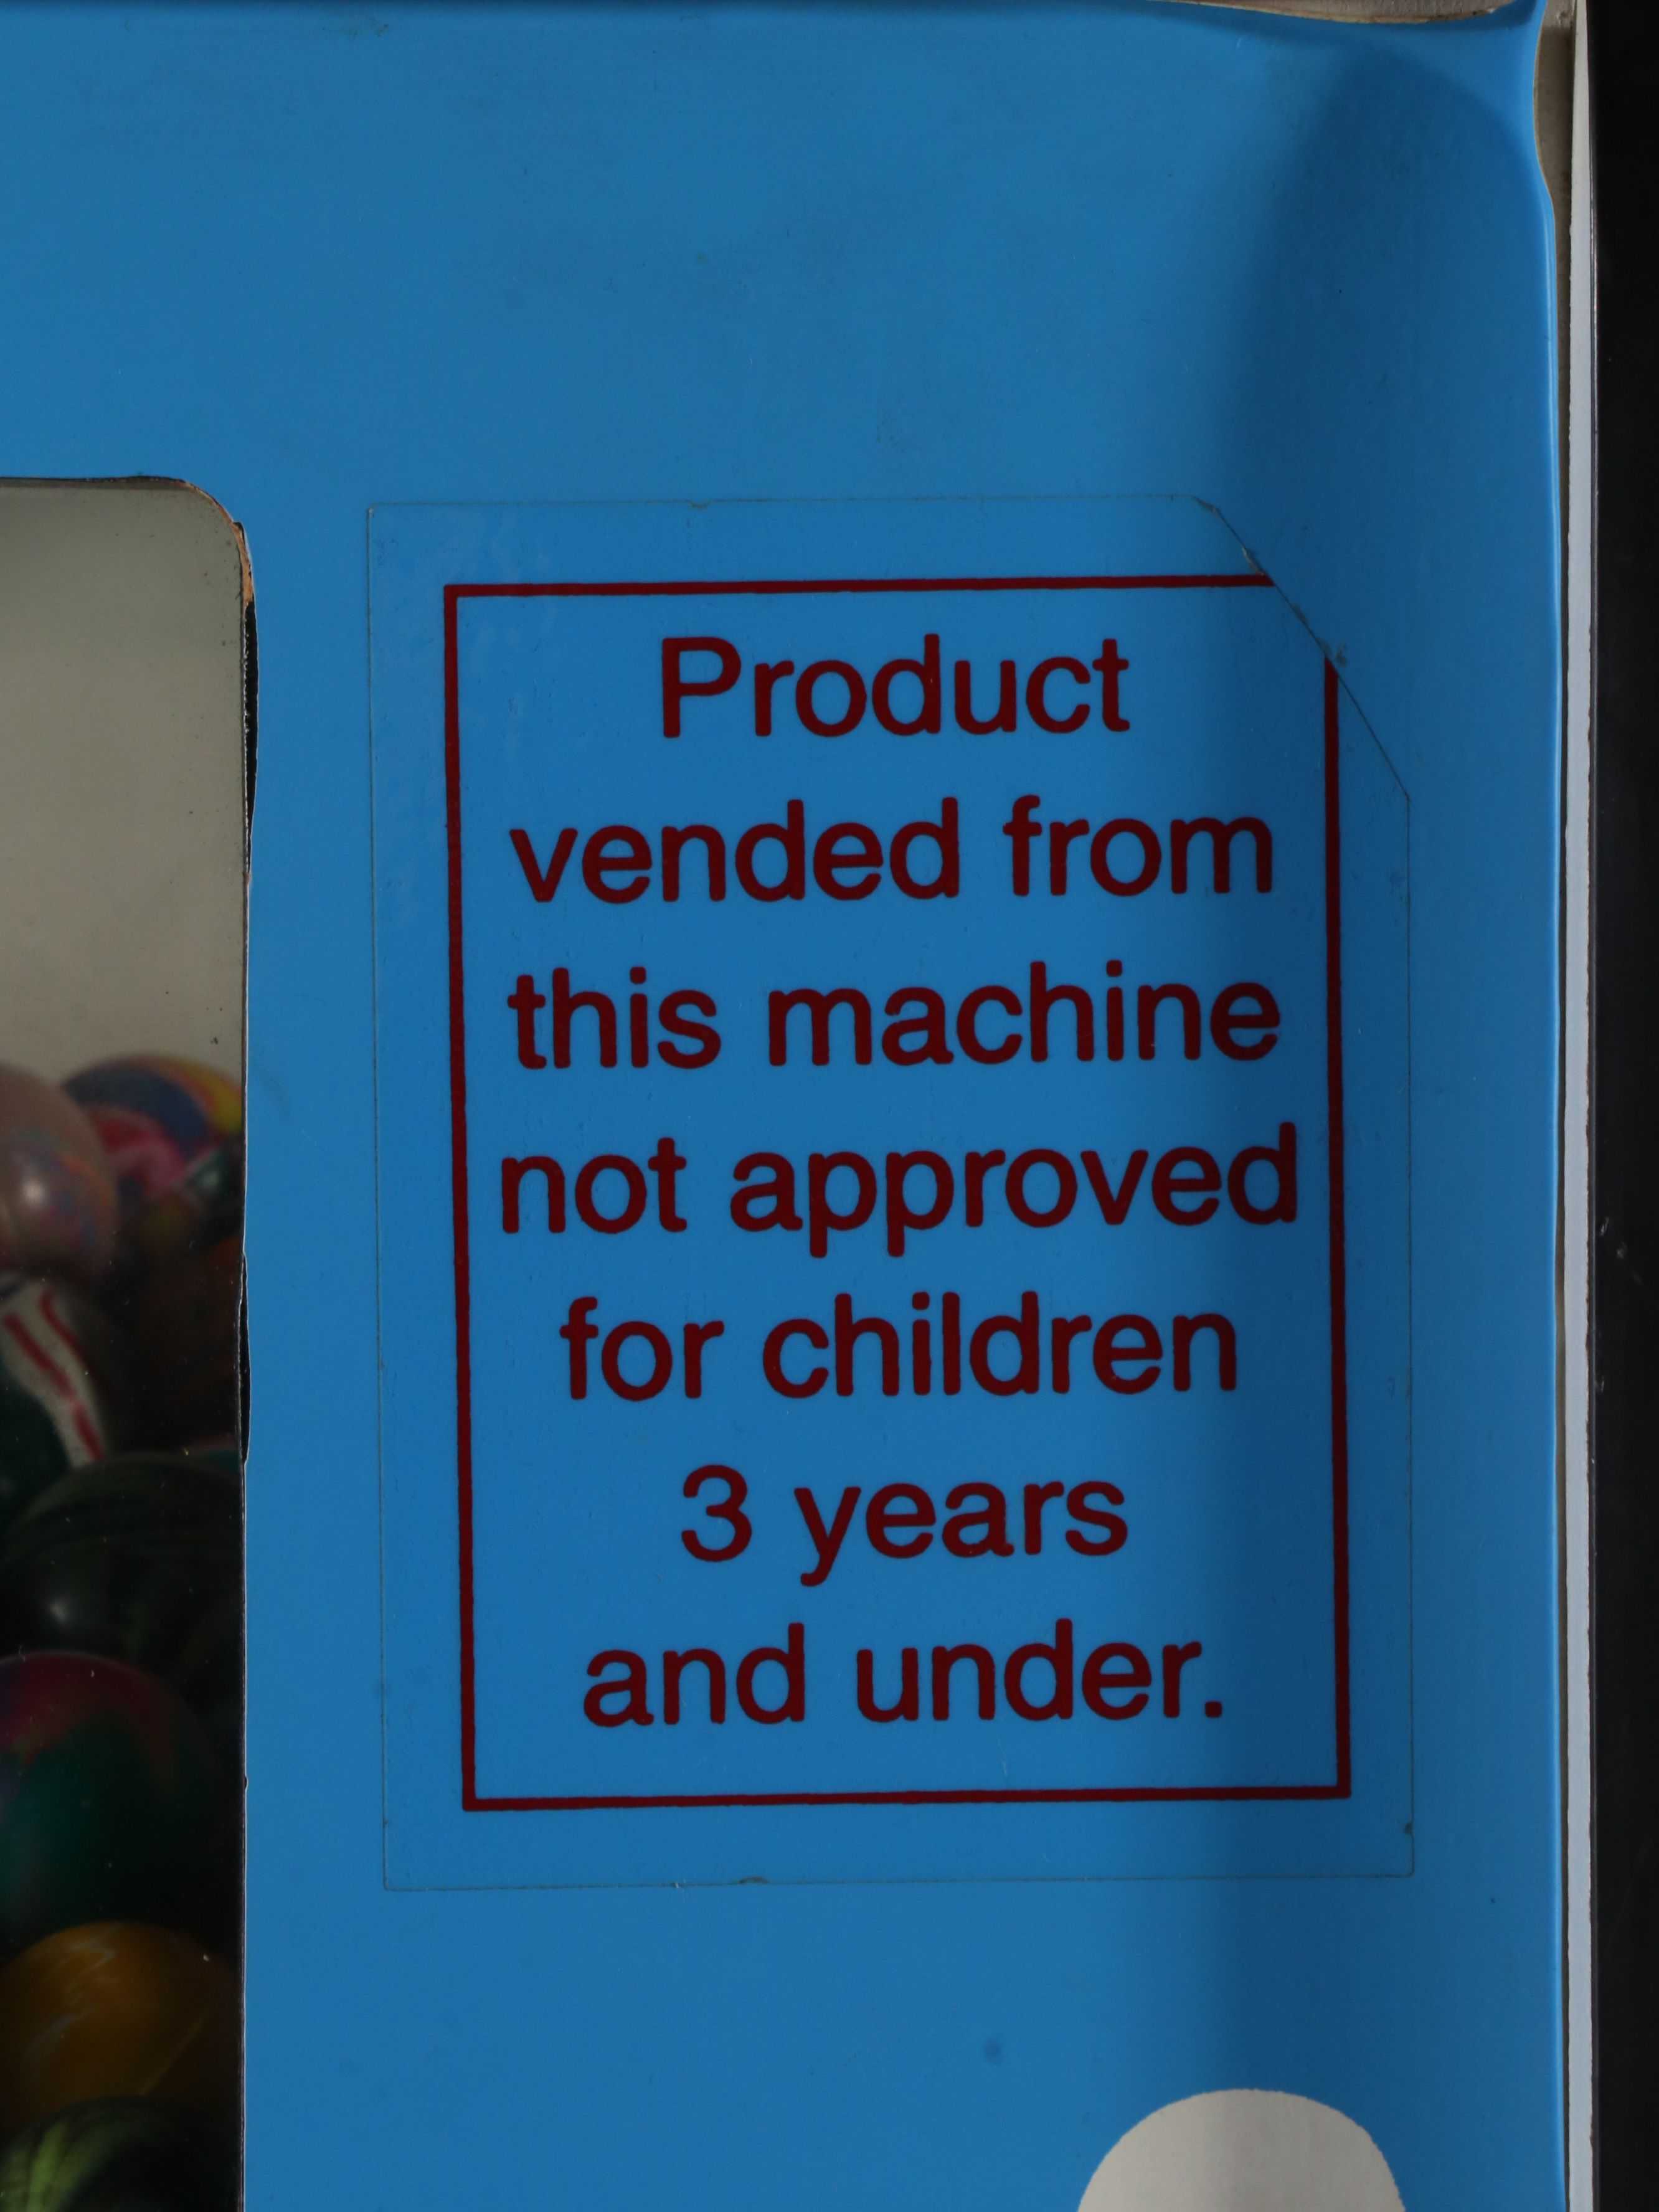 Product
vended from
this machine
not approved
for children
3 years
and under.